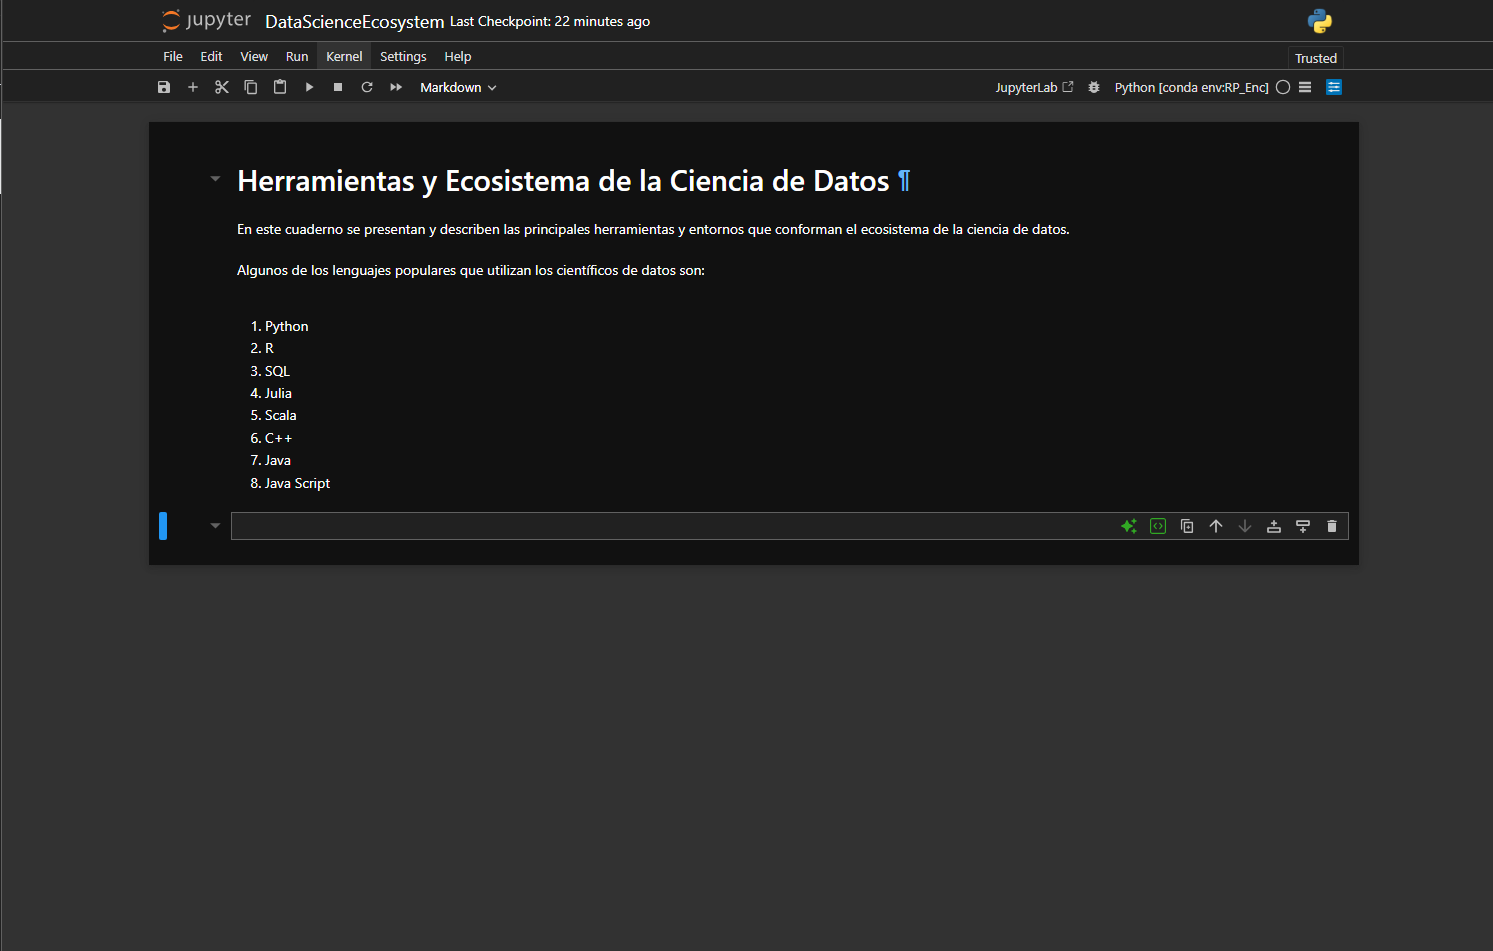 jupyter DataScienceEcosystem Last Checkpoint: 22 minutes ago
File Edit View Run Kernel Settings Help Trusted
Markdown JupyterLab Python [conda env:RP_Enc]
Herramientas y Ecosistema de la Ciencia de Datos ¶
En este cuaderno se presentan y describen las principales herramientas y entornos que conforman el ecosistema de la ciencia de datos.
Algunos de los lenguajes populares que utilizan los científicos de datos son:
1. Python
2. R
3. SQL
4. Julia
5. Scala
6. C++
7. Java
8. Java Script